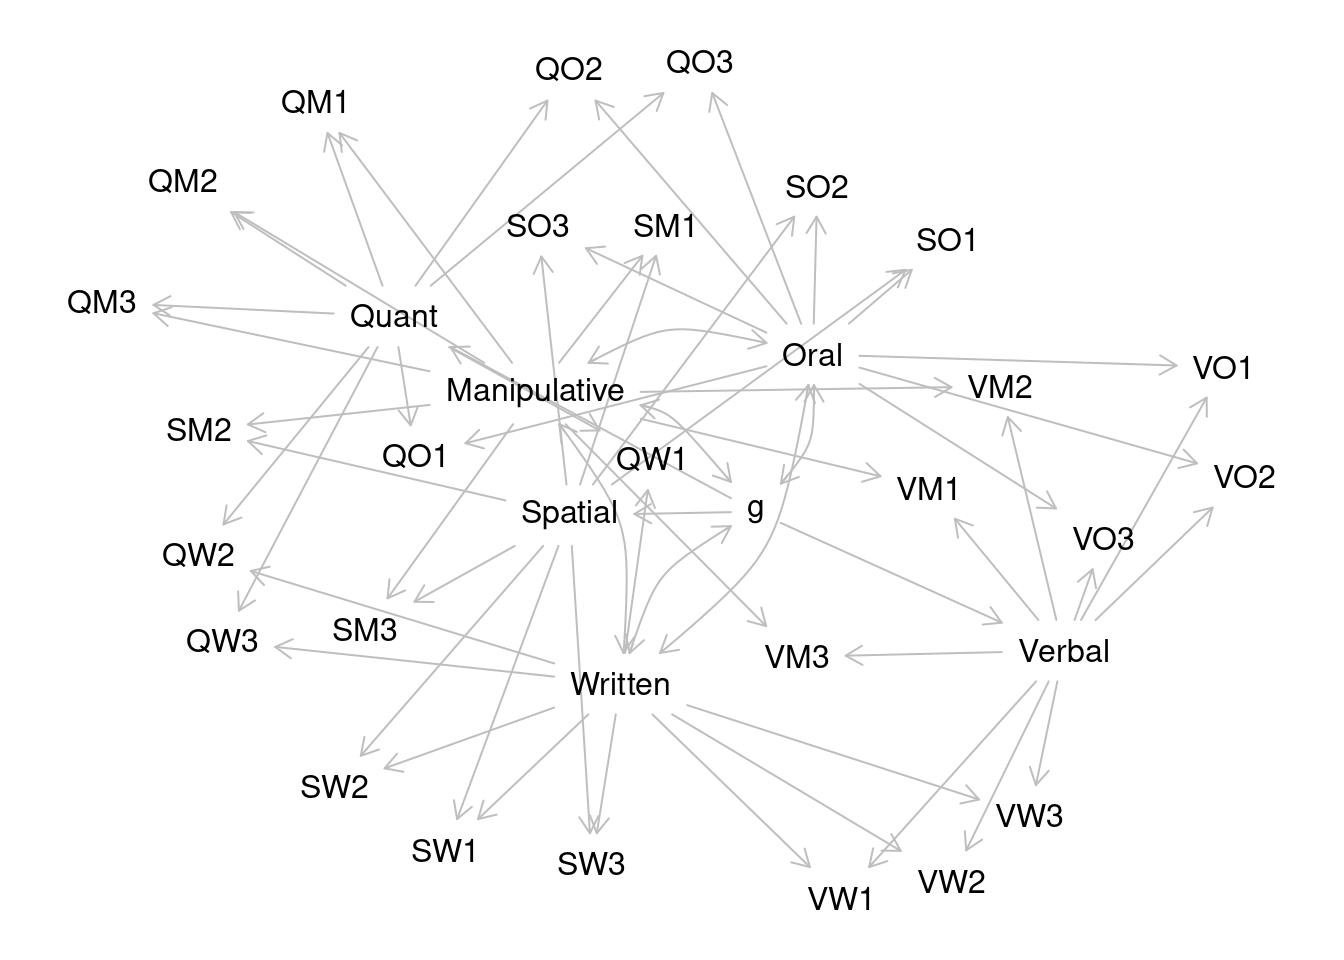 QO3
QO2
QM1
QM2
SO2
SO3
SM1
SO1
QM3
Quant
Oral
VO1
Manipulative
VM2
SM2
QO1
QW1
VO2
VM1
Spatial
g
VO3
QW2
SM3
QW3
VM3
Verbal
Written
SW2
VW3
SW1
SW3
VW2
VW1